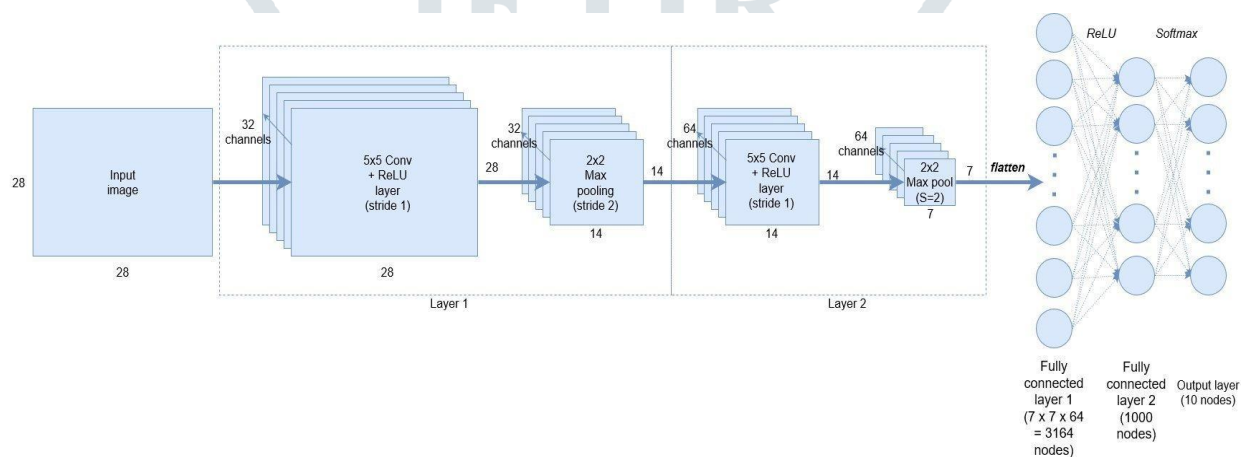 ReLU
Softmax
32
channels
5x5 Conv
+ ReLU
layer
(stride 1)
28
28
32
channels
2x2
Max
pooling
(stride 2)
14
14
64
channels
5x5 Conv
+ ReLU
layer
(stride 1)
14
14
64
channels
2x2
Max pool
(S=2)
7
7
flatten
Input
image
28
28
Layer 1
Layer 2
Fully
connected
layer 1
(7 x 7 x 64
= 3164
nodes)
Fully
connected
layer 2
(1000
nodes)
Output layer
(10 nodes)